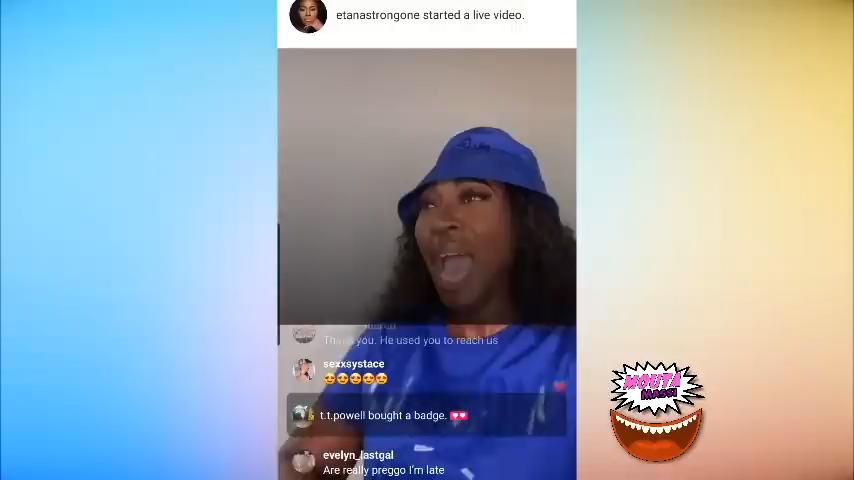 etanastrongone started a live video.
Thank you. He used you to reach us
sexxsystace
😍😍😍😍😍
t.t.powell bought a badge. 💕
evelyn_lastgal
Are really preggo I'm late
MOUTA
MASSI